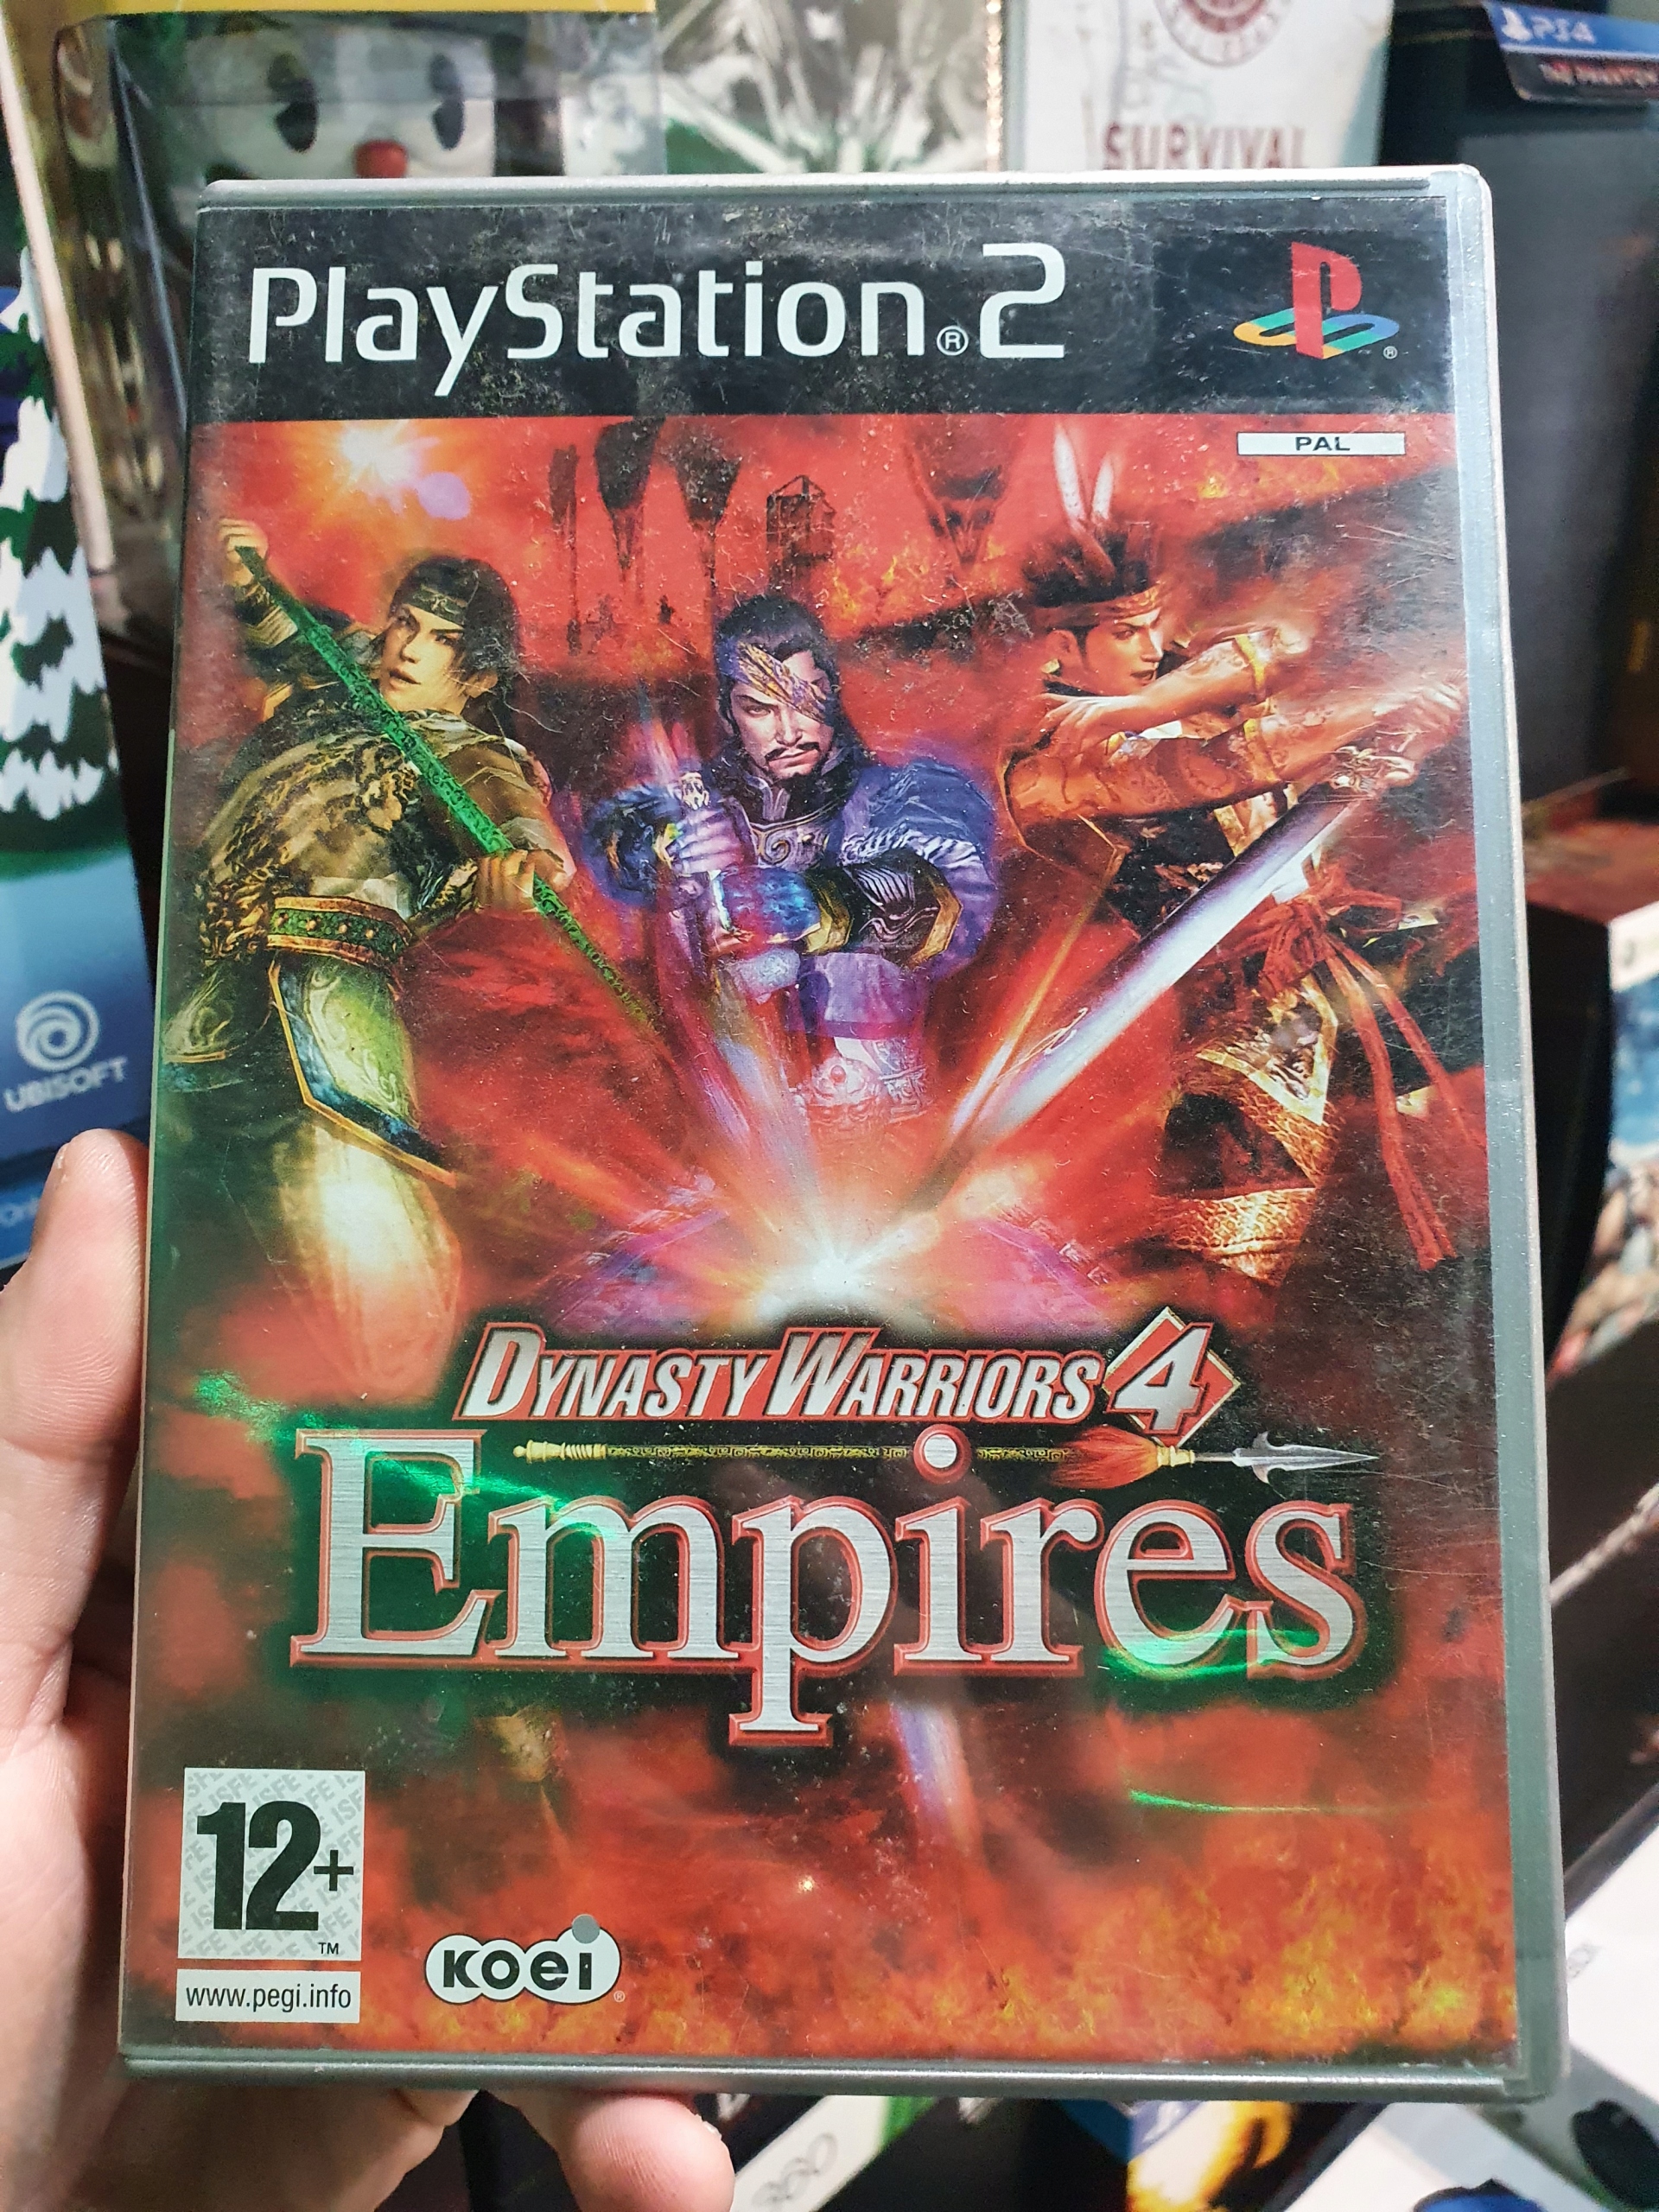 PS4
SURVIVAL
PlayStation®2
PAL
UBISOFT
DYNASTY WARRIORS 4
Empires
12+
TM
www.pegi.info
KOEI®